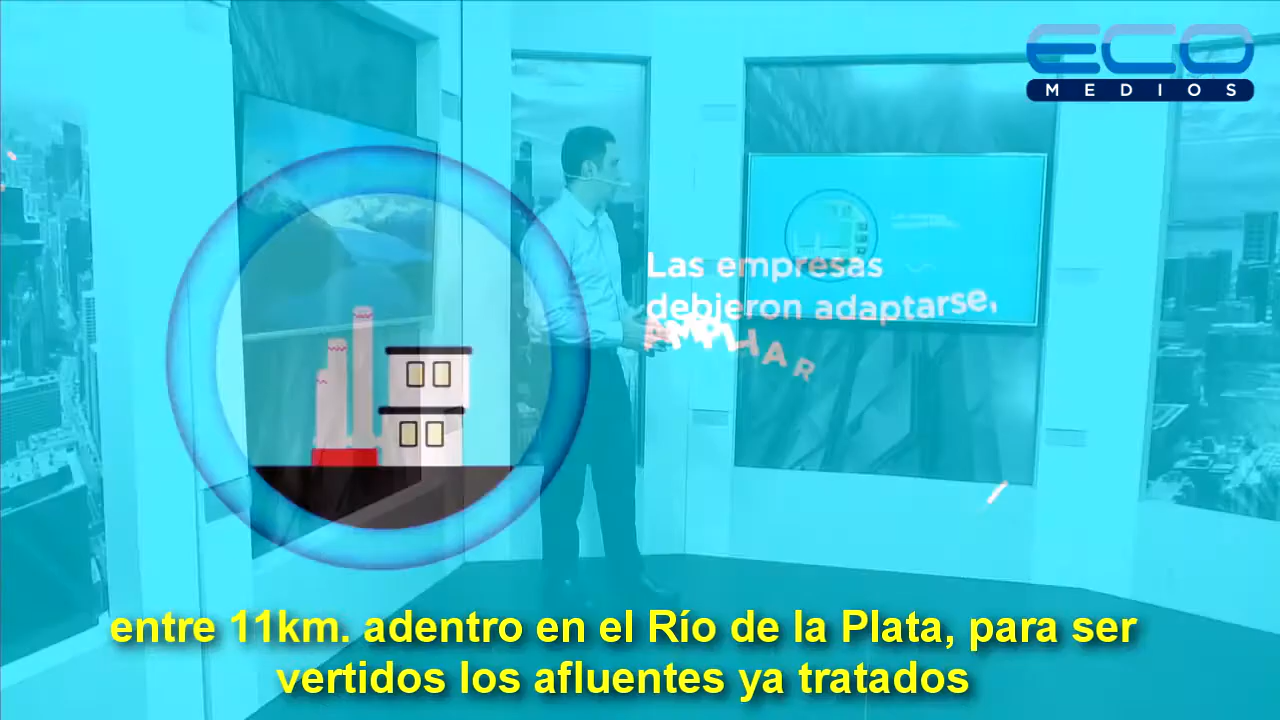 ECO
MEDIOS
Las empresas
debieron adaptarse,
AMPLIAR
entre 11km. adentro en el Río de la Plata, para ser
vertidos los afluentes ya tratados